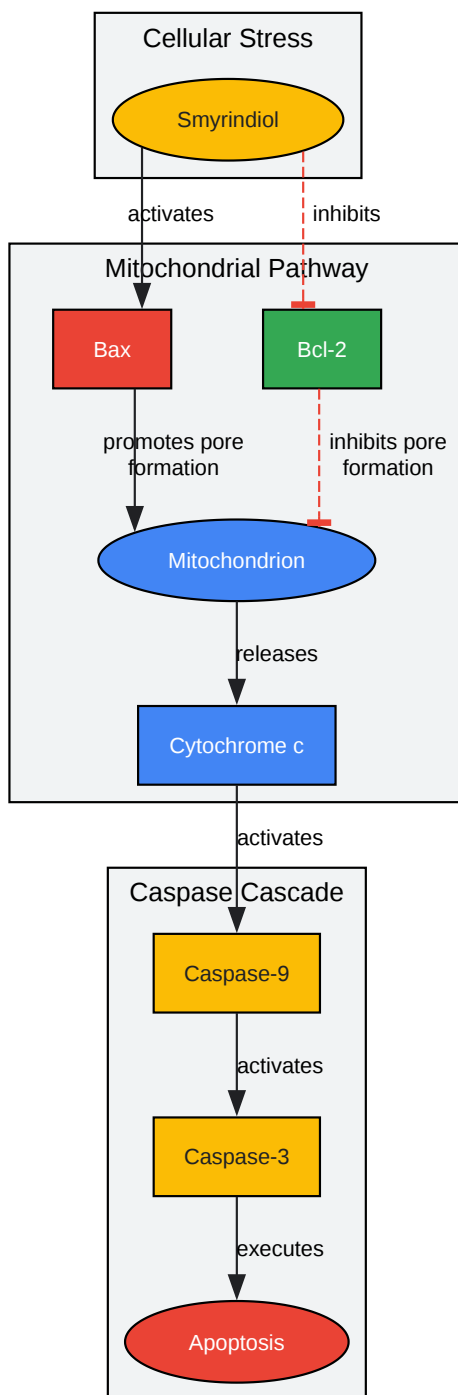 Cellular Stress
Smyrindiol
activates
inhibits
Mitochondrial Pathway
Bax
Bcl-2
promotes pore
formation
inhibits pore
formation
Mitochondrion
releases
Cytochrome c
activates
Caspase Cascade
Caspase-9
activates
Caspase-3
executes
Apoptosis